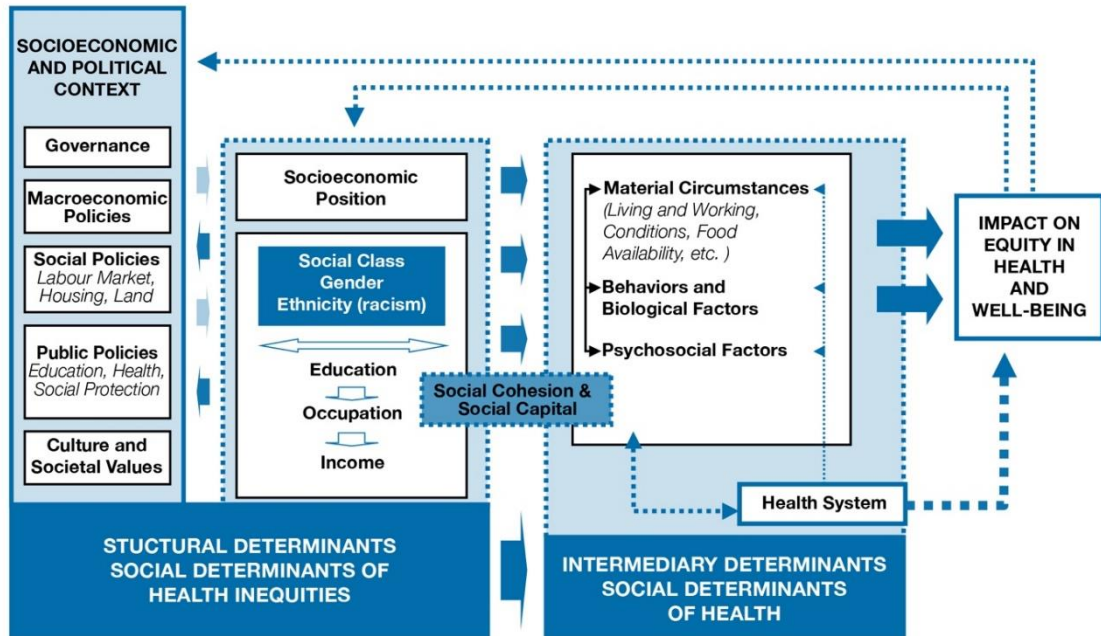 SOCIOECONOMIC
AND POLITICAL
CONTEXT
Governance
Macroeconomic
Policies
Social Policies
Labour Market,
Housing, Land
Public Policies
Education, Health,
Social Protection
Culture and
Societal Values
Socioeconomic
Position
Social Class
Gender
Ethnicity (racism)
Education
Occupation
Income
Social Cohesion &
Social Capital
Material Circumstances
(Living and Working,
Conditions, Food
Availability, etc. )
Behaviors and
Biological Factors
Psychosocial Factors
Health System
IMPACT ON
EQUITY IN
HEALTH
AND
WELL-BEING
STUCTURAL DETERMINANTS
SOCIAL DETERMINANTS OF
HEALTH INEQUITIES
INTERMEDIARY DETERMINANTS
SOCIAL DETERMINANTS
OF HEALTH